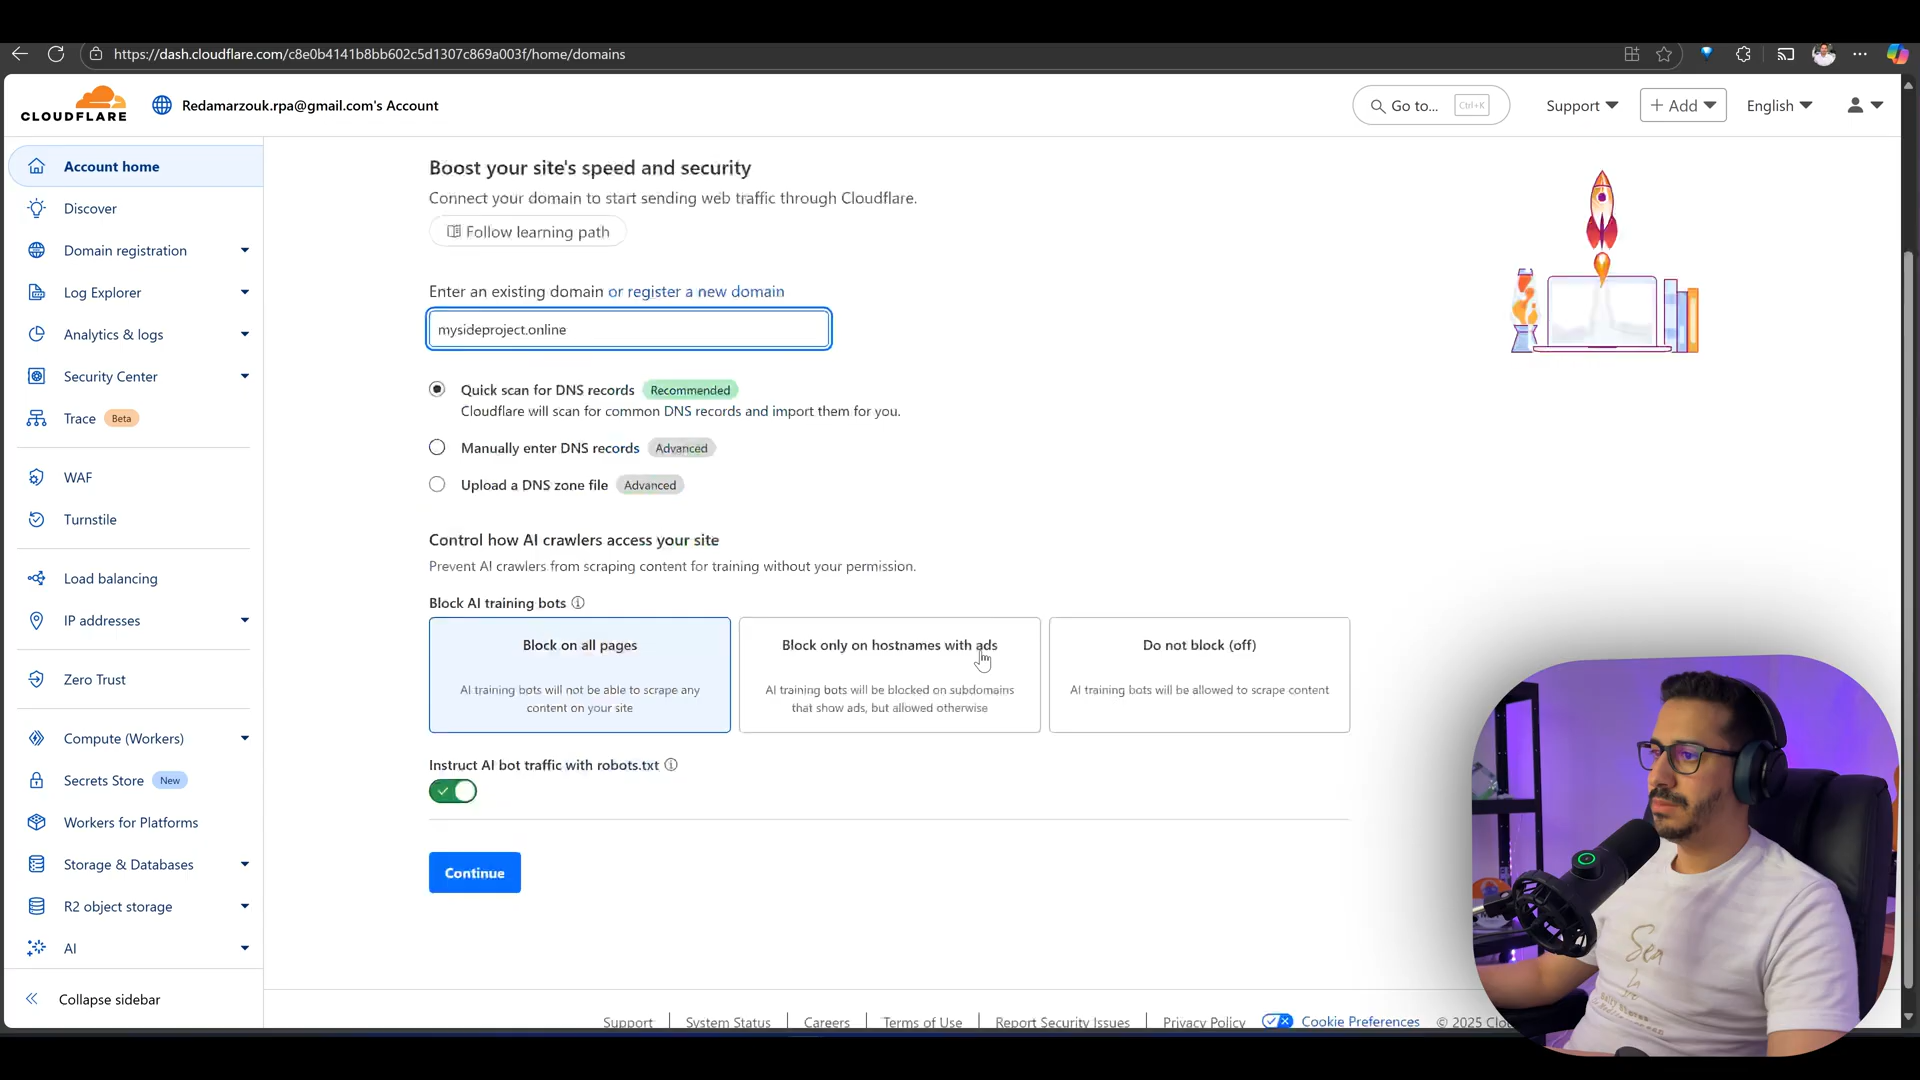 https://dash.cloudflare.com/c8e0b4141b8bb602c5d1307c869a003f/home/domains
CLOUDFLARE
Redamarzouk.rpa@gmail.com's Account
Go to...
Ctrl+K
Support
+ Add
English
Account home
Discover
Domain registration
Log Explorer
Analytics & logs
Security Center
Trace Beta
WAF
Turnstile
Load balancing
IP addresses
Zero Trust
Compute (Workers)
Secrets Store New
Workers for Platforms
Storage & Databases
R2 object storage
AI
Collapse sidebar
Boost your site's speed and security
Connect your domain to start sending web traffic through Cloudflare.
Follow learning path
Enter an existing domain or register a new domain
mysideproject.online
Quick scan for DNS records Recommended
Cloudflare will scan for common DNS records and import them for you.
Manually enter DNS records Advanced
Upload a DNS zone file Advanced
Control how AI crawlers access your site
Prevent AI crawlers from scraping content for training without your permission.
Block AI training bots
Block on all pages
AI training bots will not be able to scrape any
content on your site
Block only on hostnames with ads
AI training bots will be blocked on subdomains
that show ads, but allowed otherwise
Do not block (off)
AI training bots will be allowed to scrape content
Instruct AI bot traffic with robots.txt
Continue
Support
System Status
Careers
Terms of Use
Report Security Issues
Privacy Policy
Cookie Preferences
© 2025 Clo
Sea